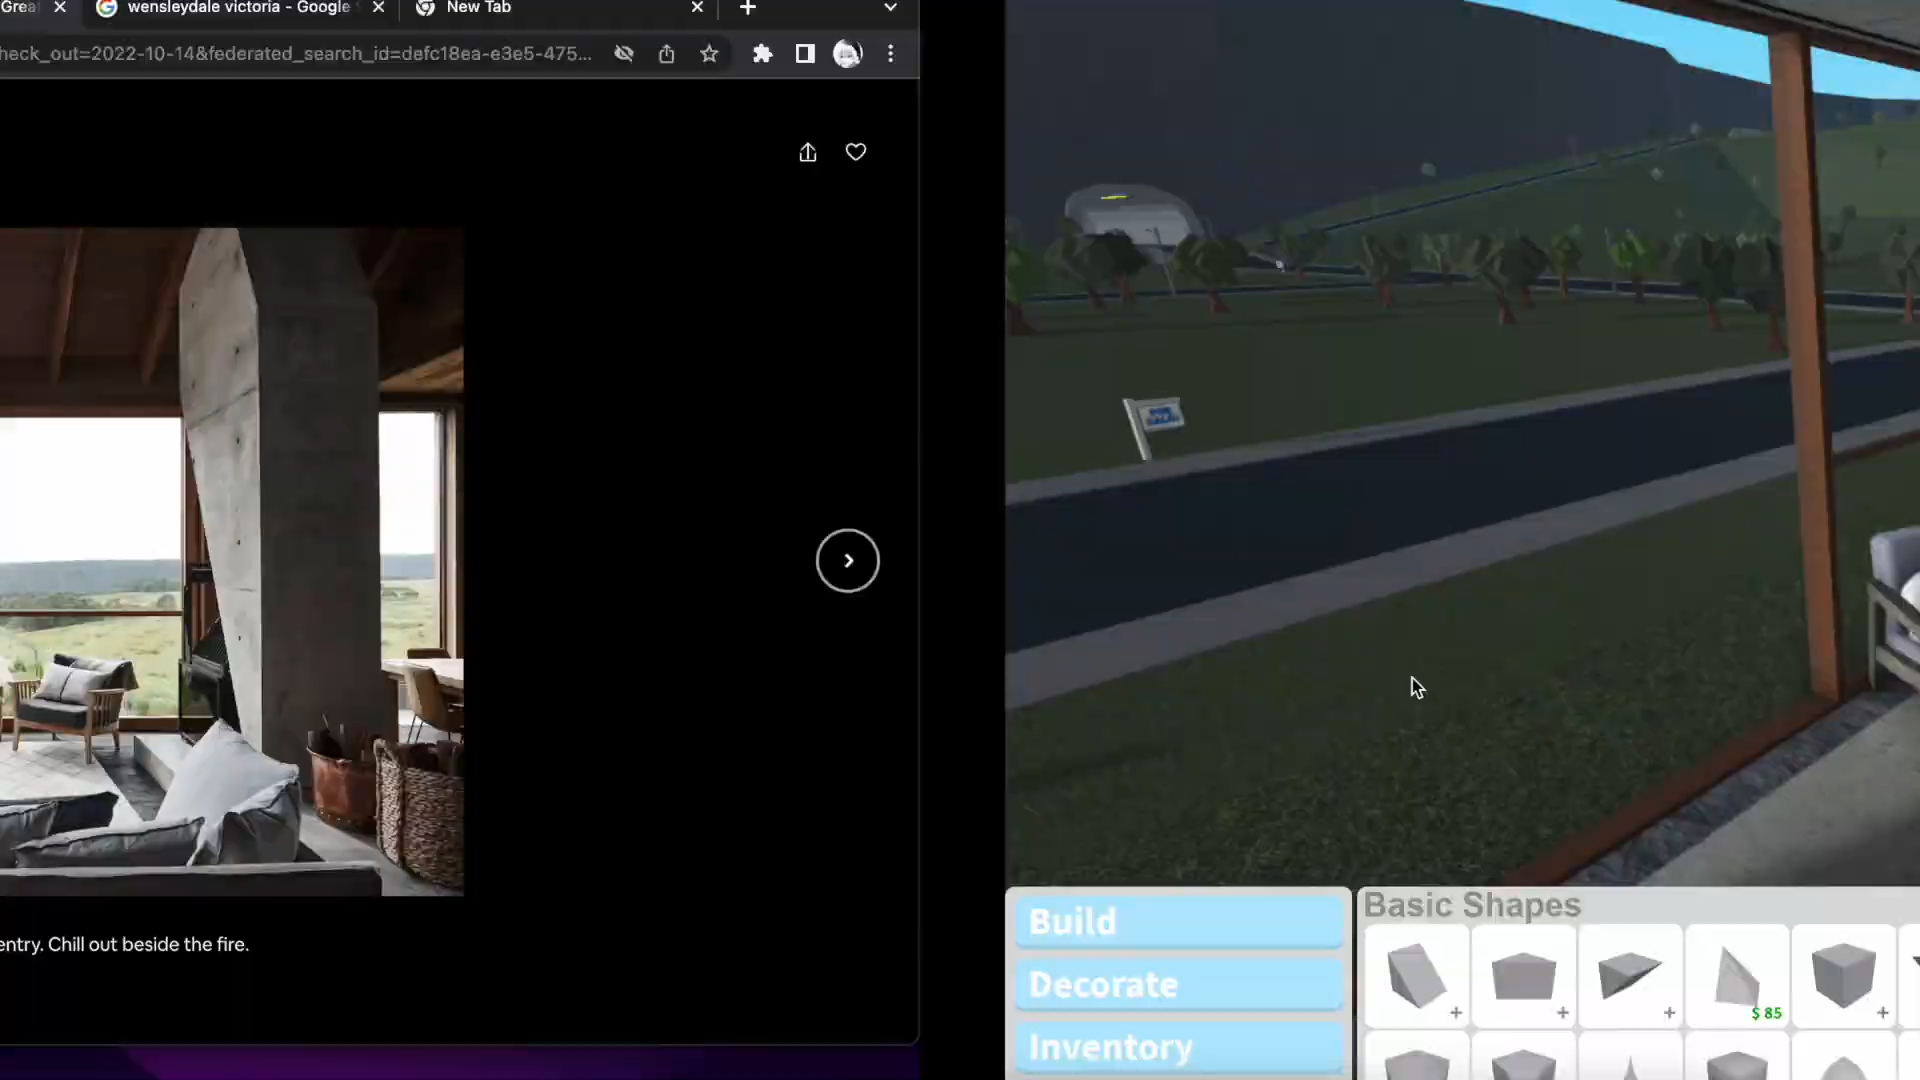 Grea
wensleydale victoria - Google
New Tab
heck_out=2022-10-14&federated_search_id=defc18ea-e3e5-475...
entry. Chill out beside the fire.
Build
Decorate
Inventory
Basic Shapes
$ 85